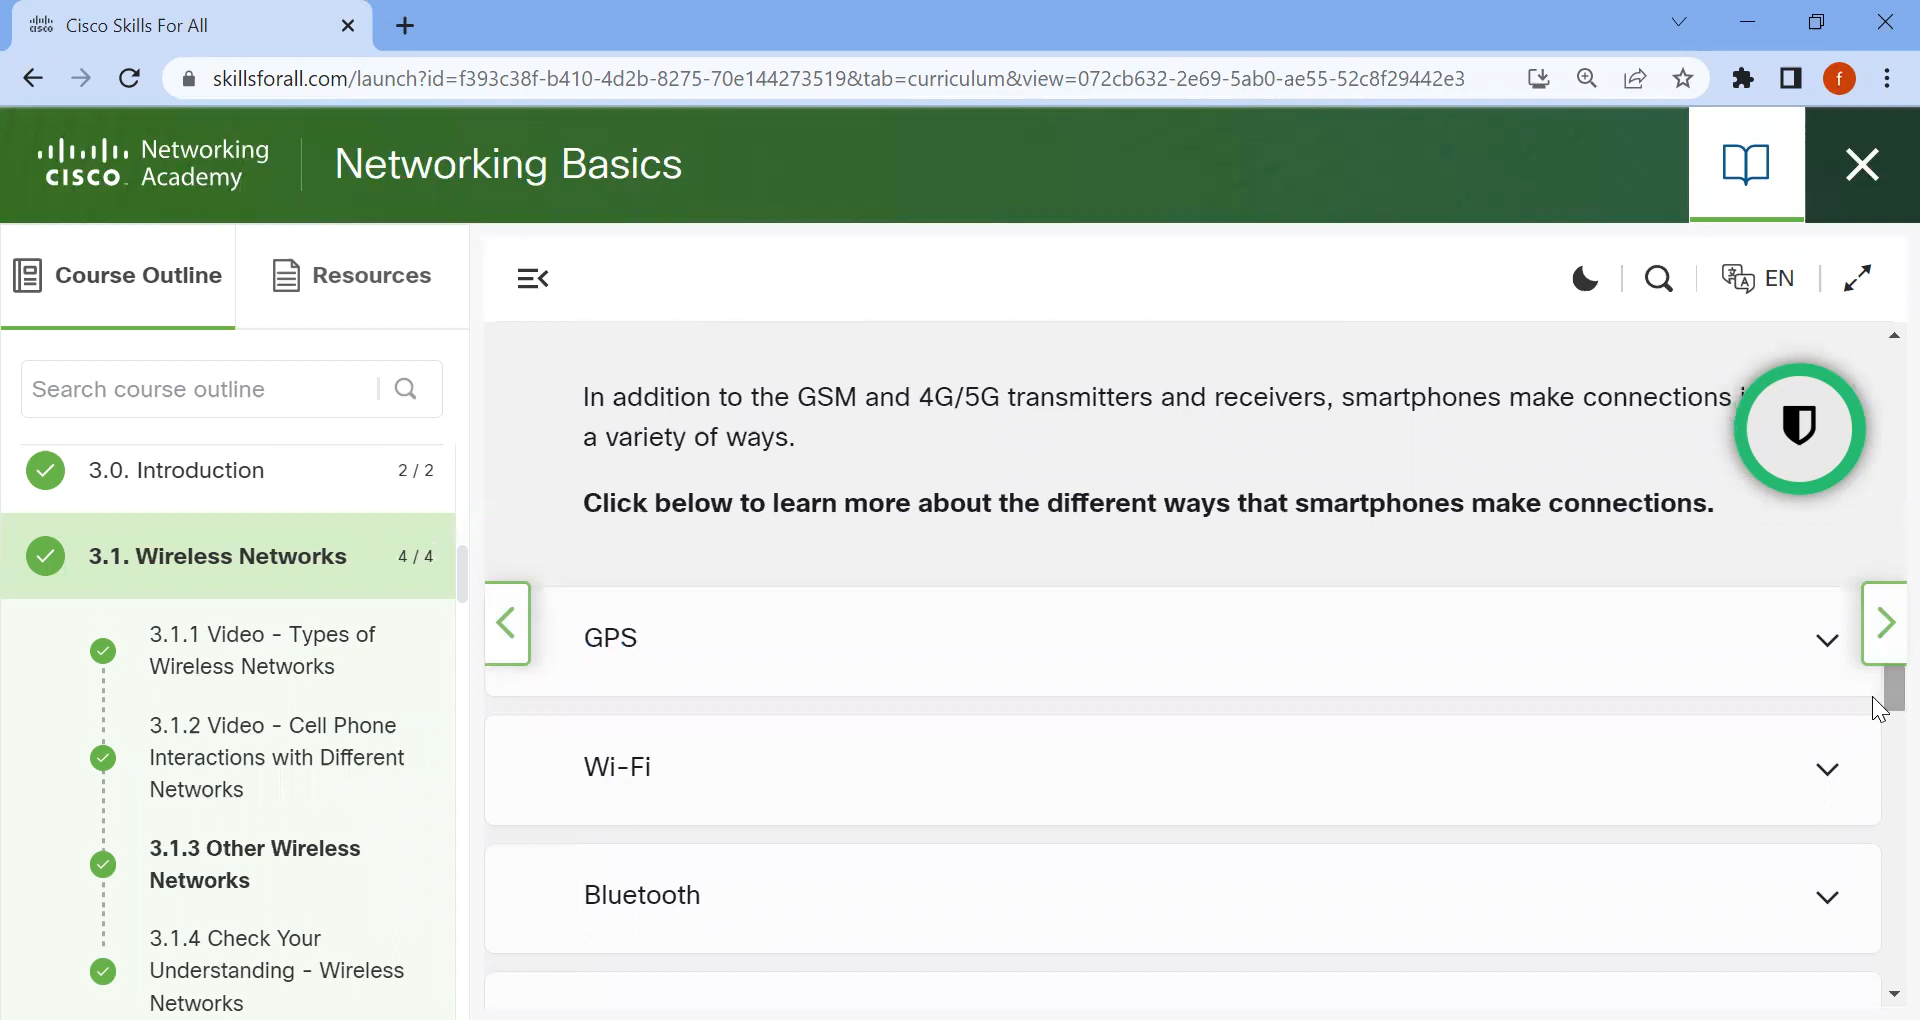 Cisco Skills For All
skillsforall.com/launch?id=f393c38f-b410-4d2b-8275-70e144273519&tab=curriculum&view=072cb632-2e69-5ab0-ae55-52c8f29442e3
f
CISCO Networking Academy
Networking Basics
Course Outline
Resources
EN
Search course outline
3.0. Introduction 2 / 2
3.1. Wireless Networks 4 / 4
3.1.1 Video - Types of
Wireless Networks
3.1.2 Video - Cell Phone
Interactions with Different
Networks
3.1.3 Other Wireless
Networks
3.1.4 Check Your
Understanding - Wireless
Networks
In addition to the GSM and 4G/5G transmitters and receivers, smartphones make connections
a variety of ways.
Click below to learn more about the different ways that smartphones make connections.
GPS
Wi-Fi
Bluetooth